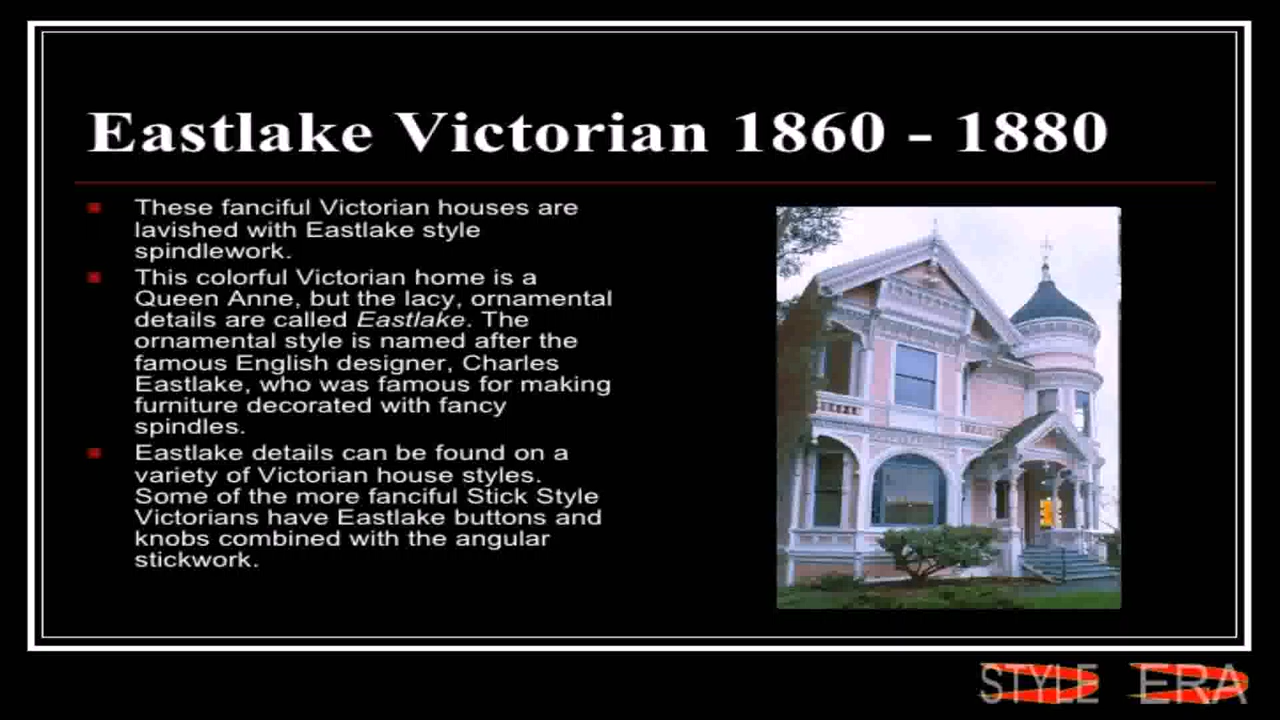 Eastlake Victorian 1860 - 1880
These fanciful Victorian houses are
lavished with Eastlake style
spindlework.
This colorful Victorian home is a
Queen Anne, but the lacy, ornamental
details are called Eastlake. The
ornamental style is named after the
famous English designer, Charles
Eastlake, who was famous for making
furniture decorated with fancy
spindles.
Eastlake details can be found on a
variety of Victorian house styles.
Some of the more fanciful Stick Style
Victorians have Eastlake buttons and
knobs combined with the angular
stickwork.
STYLE ERA